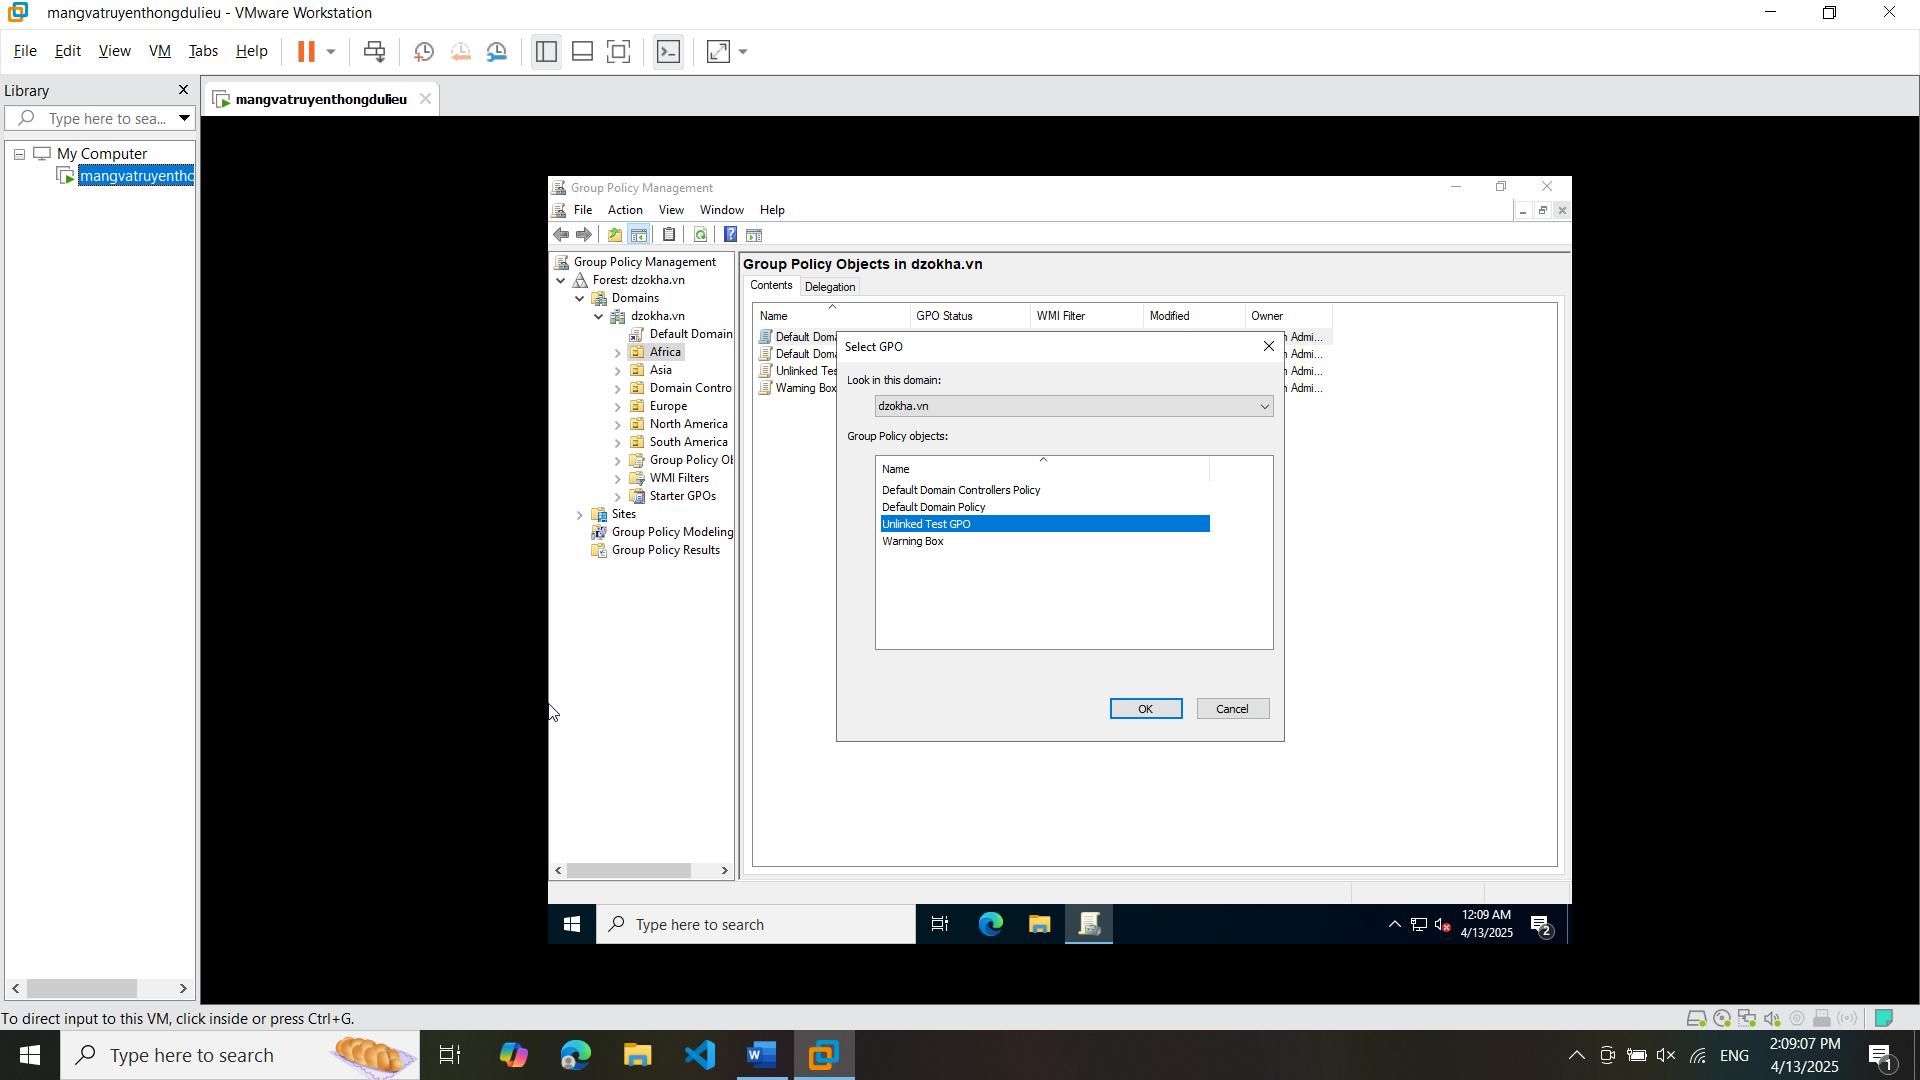 mangvatruyenthongdulieu - VMware Workstation
File Edit View VM Tabs Help
Library
mangvatruyenthongdulieu
Type here to sea...
My Computer
mangvatruyenthc
Group Policy Management
File Action View Window Help
Group Policy Management
Forest: dzokha.vn
Domains
dzokha.vn
Default Domain
Africa
Asia
Domain Contro
Europe
North America
South America
Group Policy Ob
WMI Filters
Starter GPOs
Sites
Group Policy Modeling
Group Policy Results
Group Policy Objects in dzokha.vn
Contents Delegation
Name GPO Status WMI Filter Modified Owner
Default Doma Admi...
Default Doma Admi...
Unlinked Tes Admi...
Warning Box Admi...
Select GPO
Look in this domain:
dzokha.vn
Group Policy objects:
Name
Default Domain Controllers Policy
Default Domain Policy
Unlinked Test GPO
Warning Box
OK Cancel
Type here to search
12:09 AM
4/13/2025
2
To direct input to this VM, click inside or press Ctrl+G.
Type here to search
ENG
2:09:07 PM
4/13/2025
1